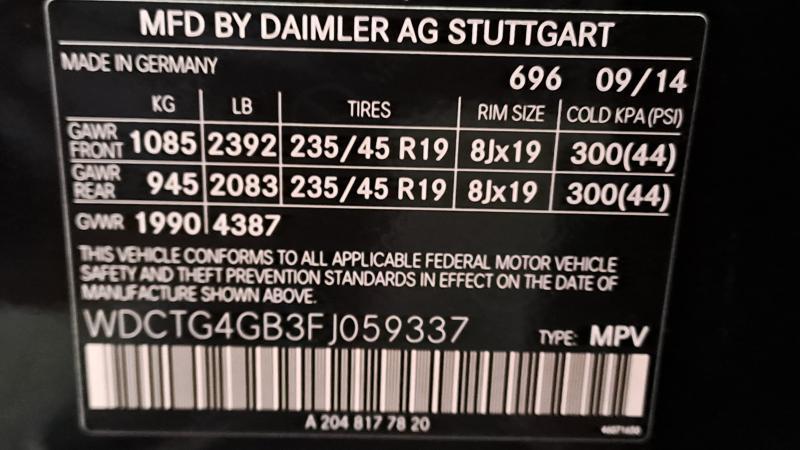 MFD BY DAIMLER AG STUTTGART
MADE IN GERMANY
696 09/14
KG LB TIRES RIM SIZE COLD KPA (PSI)
GAWR FRONT 1085 2392 235/45 R19 8Jx19 300(44)
GAWR REAR 945 2083 235/45 R19 8Jx19 300(44)
GVWR 1990 4387
THIS VEHICLE CONFORMS TO ALL APPLICABLE FEDERAL MOTOR VEHICLE
SAFETY AND THEFT PREVENTION STANDARDS IN EFFECT ON THE DATE OF
MANUFACTURE SHOWN ABOVE.
WDCTG4GB3FJ059337 TYPE: MPV
A 204 817 78 20